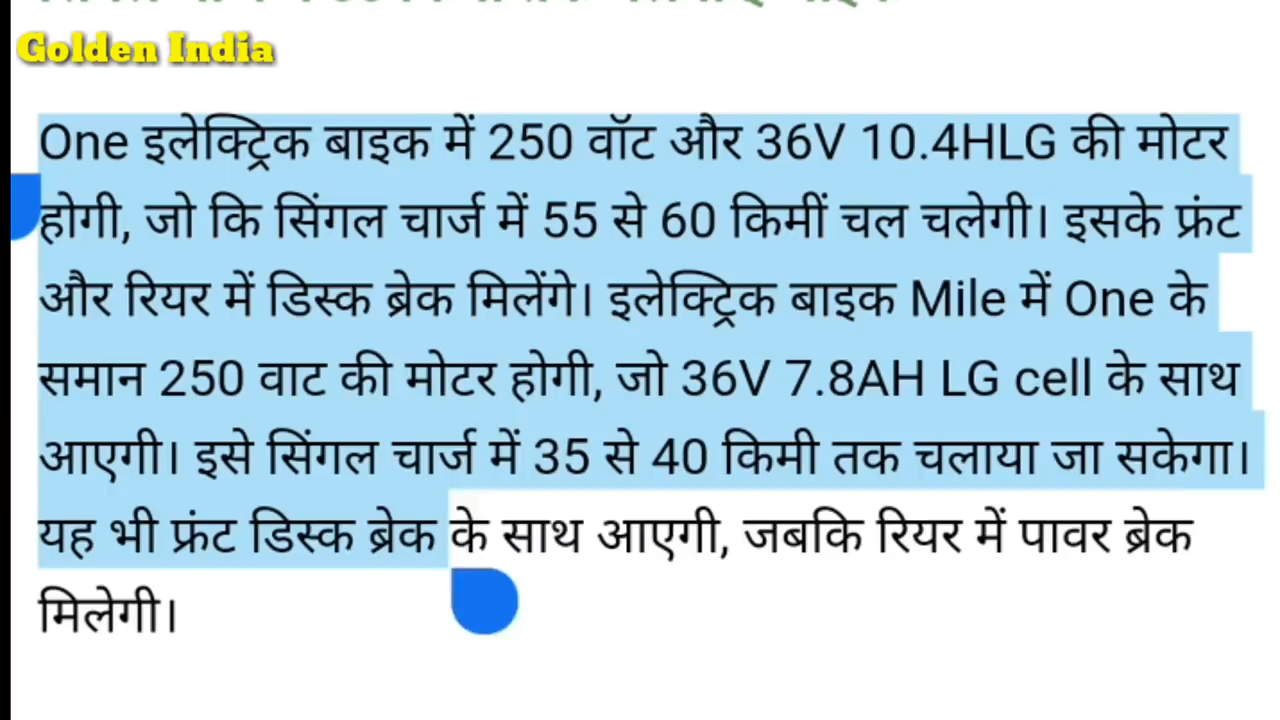 Golden India
One इलेक्ट्रिक बाइक में 250 वॉट और 36V 10.4HLG की मोटर
होगी, जो कि सिंगल चार्ज में 55 से 60 किमीं चल चलेगी। इसके फ्रंट
और रियर में डिस्क ब्रेक मिलेंगे। इलेक्ट्रिक बाइक Mile में One के
समान 250 वाट की मोटर होगी, जो 36V 7.8AH LG cell के साथ
आएगी। इसे सिंगल चार्ज में 35 से 40 किमी तक चलाया जा सकेगा।
यह भी फ्रंट डिस्क ब्रेक के साथ आएगी, जबकि रियर में पावर ब्रेक
मिलेगी।